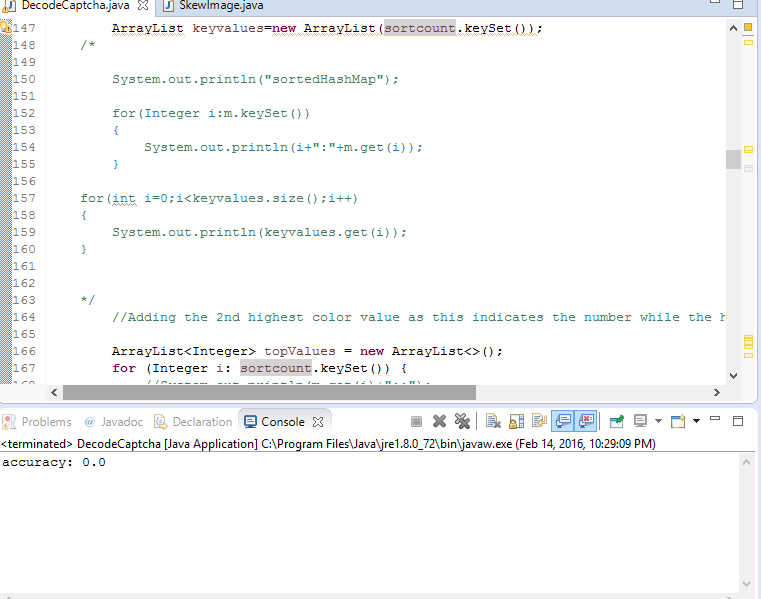 DecodeCaptcha.java SkewImage.java
147 ArrayList keyvalues=new ArrayList(sortcount.keySet());
148 /*
149
150 System.out.println("sortedHashMap");
151
152 for(Integer i:m.keySet())
153 {
154 System.out.println(i+":"+m.get(i));
155 }
156
157 for(int i=0;i<keyvalues.size();i++)
158 {
159 System.out.println(keyvalues.get(i));
160 }
161
162
163 */
164 //Adding the 2nd highest color value as this indicates the number while the h
165
166 ArrayList<Integer> topValues = new ArrayList<>();
167 for (Integer i: sortcount.keySet()) {
Problems @ Javadoc Declaration Console
<terminated> DecodeCaptcha [Java Application] C:\Program Files\Java\jre1.8.0_72\bin\javaw.exe (Feb 14, 2016, 10:29:09 PM)
accuracy: 0.0